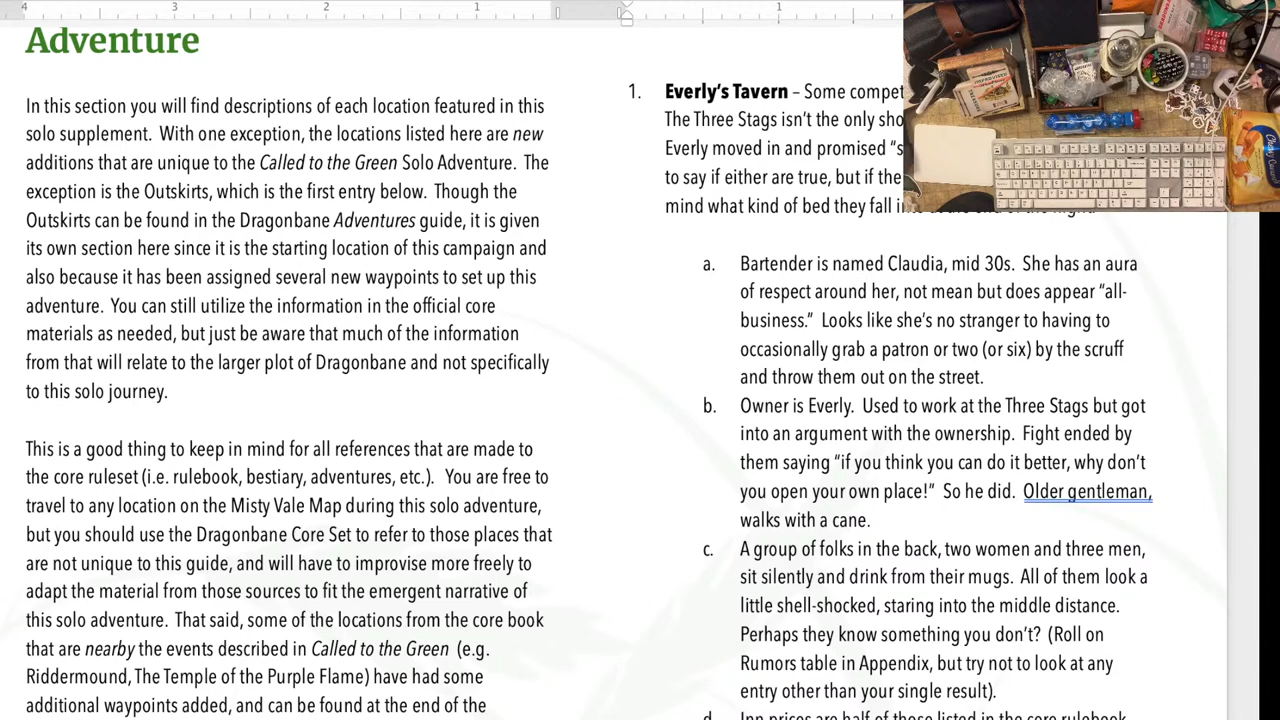 Adventure
In this section you will find descriptions of each location featured in this
solo supplement. With one exception, the locations listed here are new
additions that are unique to the Called to the Green Solo Adventure. The
exception is the Outskirts, which is the first entry below. Though the
Outskirts can be found in the Dragonbane Adventures guide, it is given
its own section here since it is the starting location of this campaign and
also because it has been assigned several new waypoints to set up this
adventure. You can still utilize the information in the official core
materials as needed, but just be aware that much of the information
from that will relate to the larger plot of Dragonbane and not specifically
to this solo journey.
This is a good thing to keep in mind for all references that are made to
the core ruleset (i.e. rulebook, bestiary, adventures, etc.). You are free to
travel to any location on the Misty Vale Map during this solo adventure,
but you should use the Dragonbane Core Set to refer to those places that
are not unique to this guide, and will have to improvise more freely to
adapt the material from those sources to fit the emergent narrative of
this solo adventure. That said, some of the locations from the core book
that are nearby the events described in Called to the Green (e.g.
Riddermound, The Temple of the Purple Flame) have had some
additional waypoints added, and can be found at the end of the
1. Everly's Tavern – Some compet
The Three Stags isn't the only sho
Everly moved in and promised "s
to say if either are true, but if the
mind what kind of bed they fall
a. Bartender is named Claudia, mid 30s. She has an aura
of respect around her, not mean but does appear "all-
business." Looks like she's no stranger to having to
occasionally grab a patron or two (or six) by the scruff
and throw them out on the street.
b. Owner is Everly. Used to work at the Three Stags but got
into an argument with the ownership. Fight ended by
them saying "if you think you can do it better, why don't
you open your own place!" So he did. Older gentleman,
walks with a cane.
c. A group of folks in the back, two women and three men,
sit silently and drink from their mugs. All of them look a
little shell-shocked, staring into the middle distance.
Perhaps they know something you don't? (Roll on
Rumors table in Appendix, but try not to look at any
entry other than your single result).
d. Inn prices are half of those listed in the core rulebook
4 3 2 1 1
Chewy Caramel